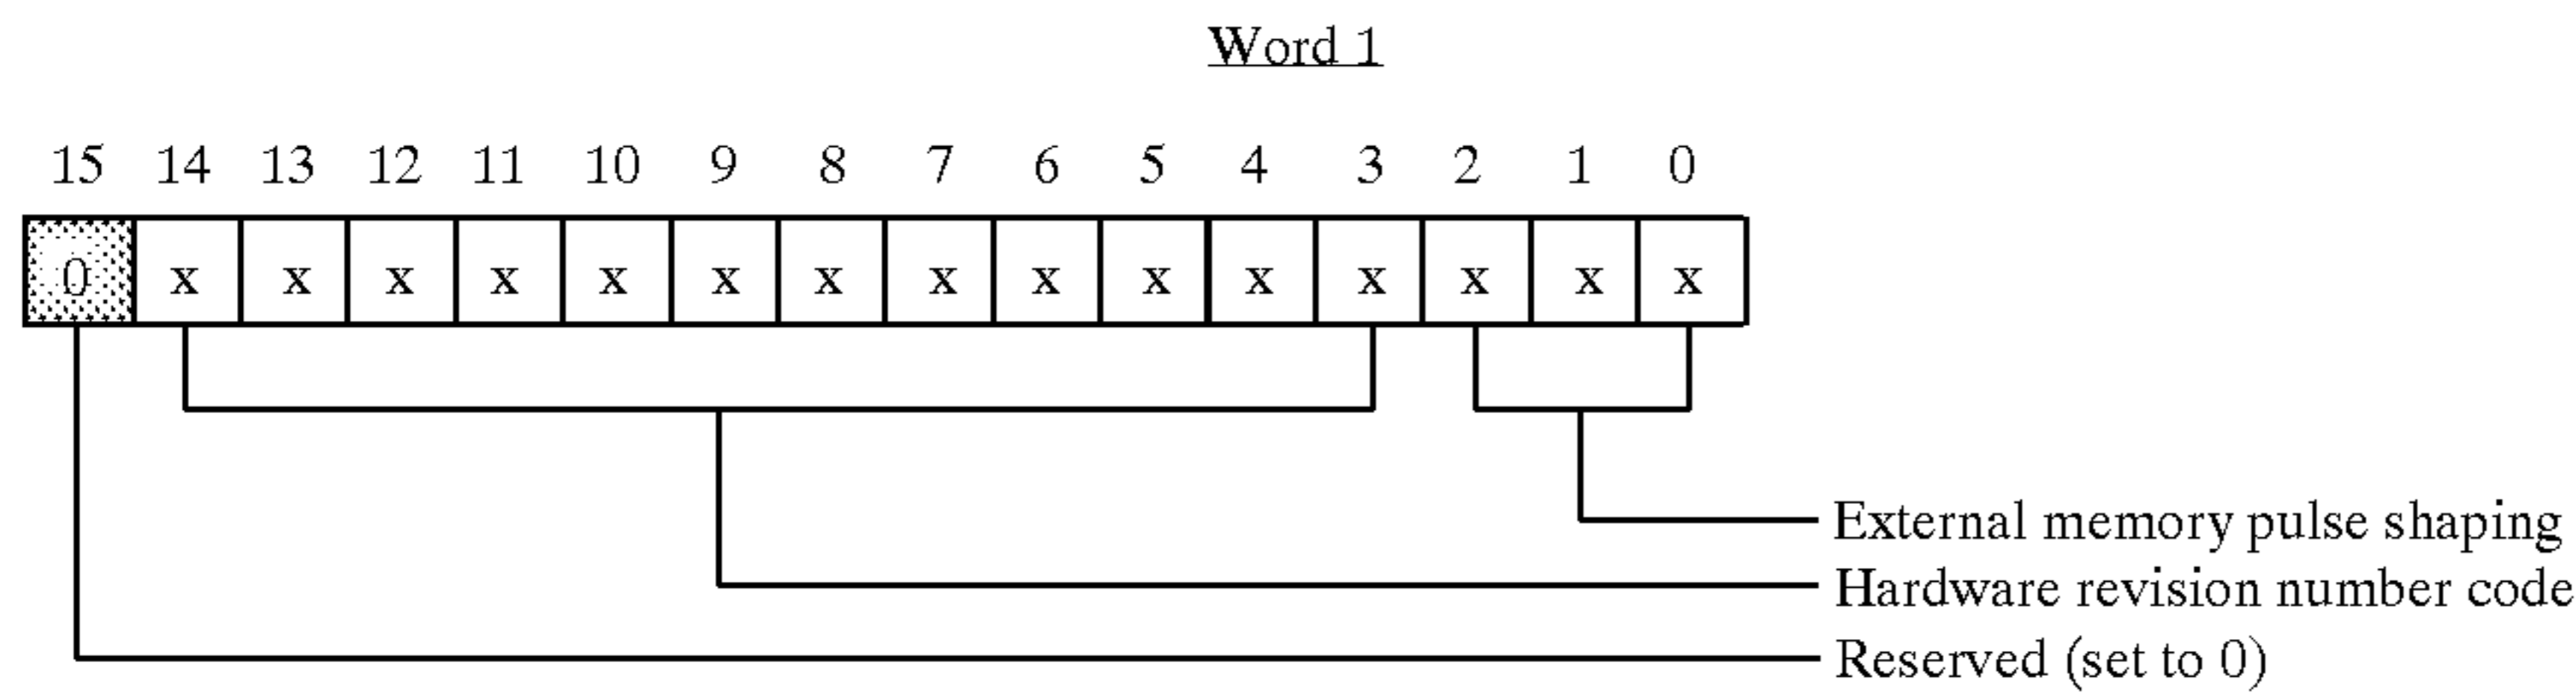 Word 1
15 14 13 12 11 10 9 8 7 6 5 4 3 2 1 0
0 x x x x x x x x x x x x x x x
External memory pulse shaping
Hardware revision number code
Reserved (set to 0)